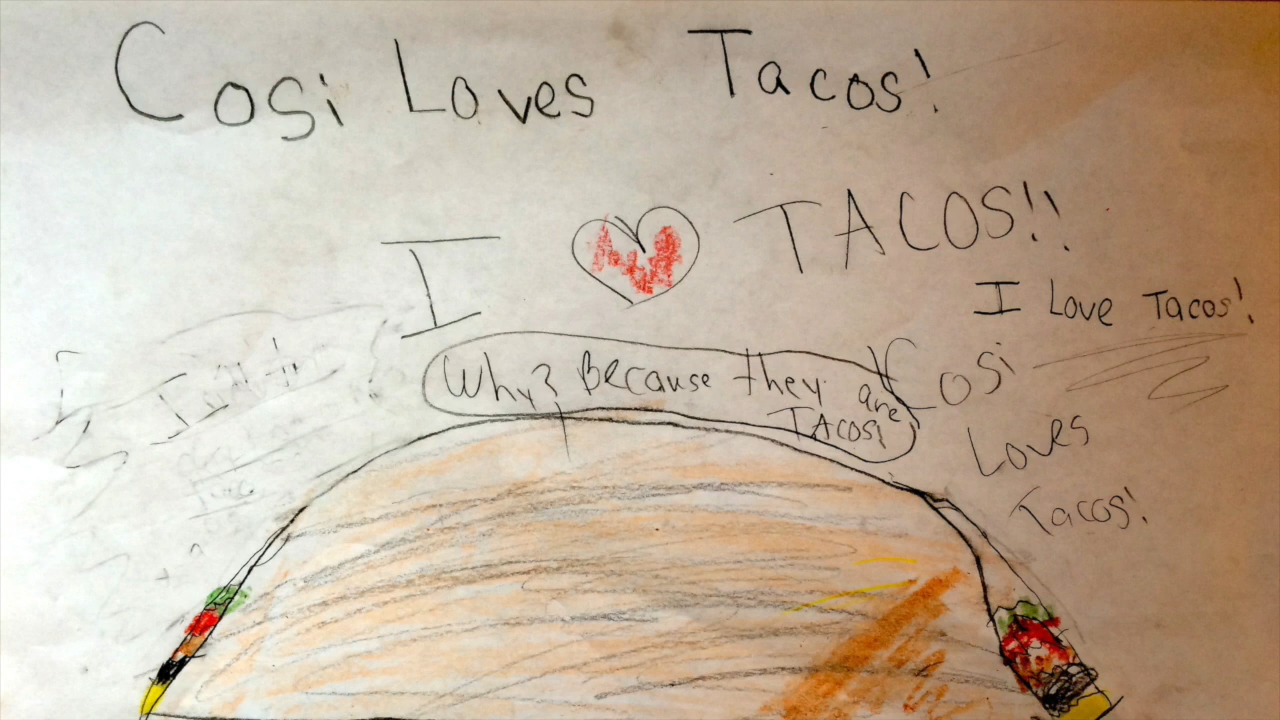 Cosi Loves Tacos!
I TACOS!!
I Love Tacos!
Why? Because they are
TACOS!
Cosi
Loves
Tacos!